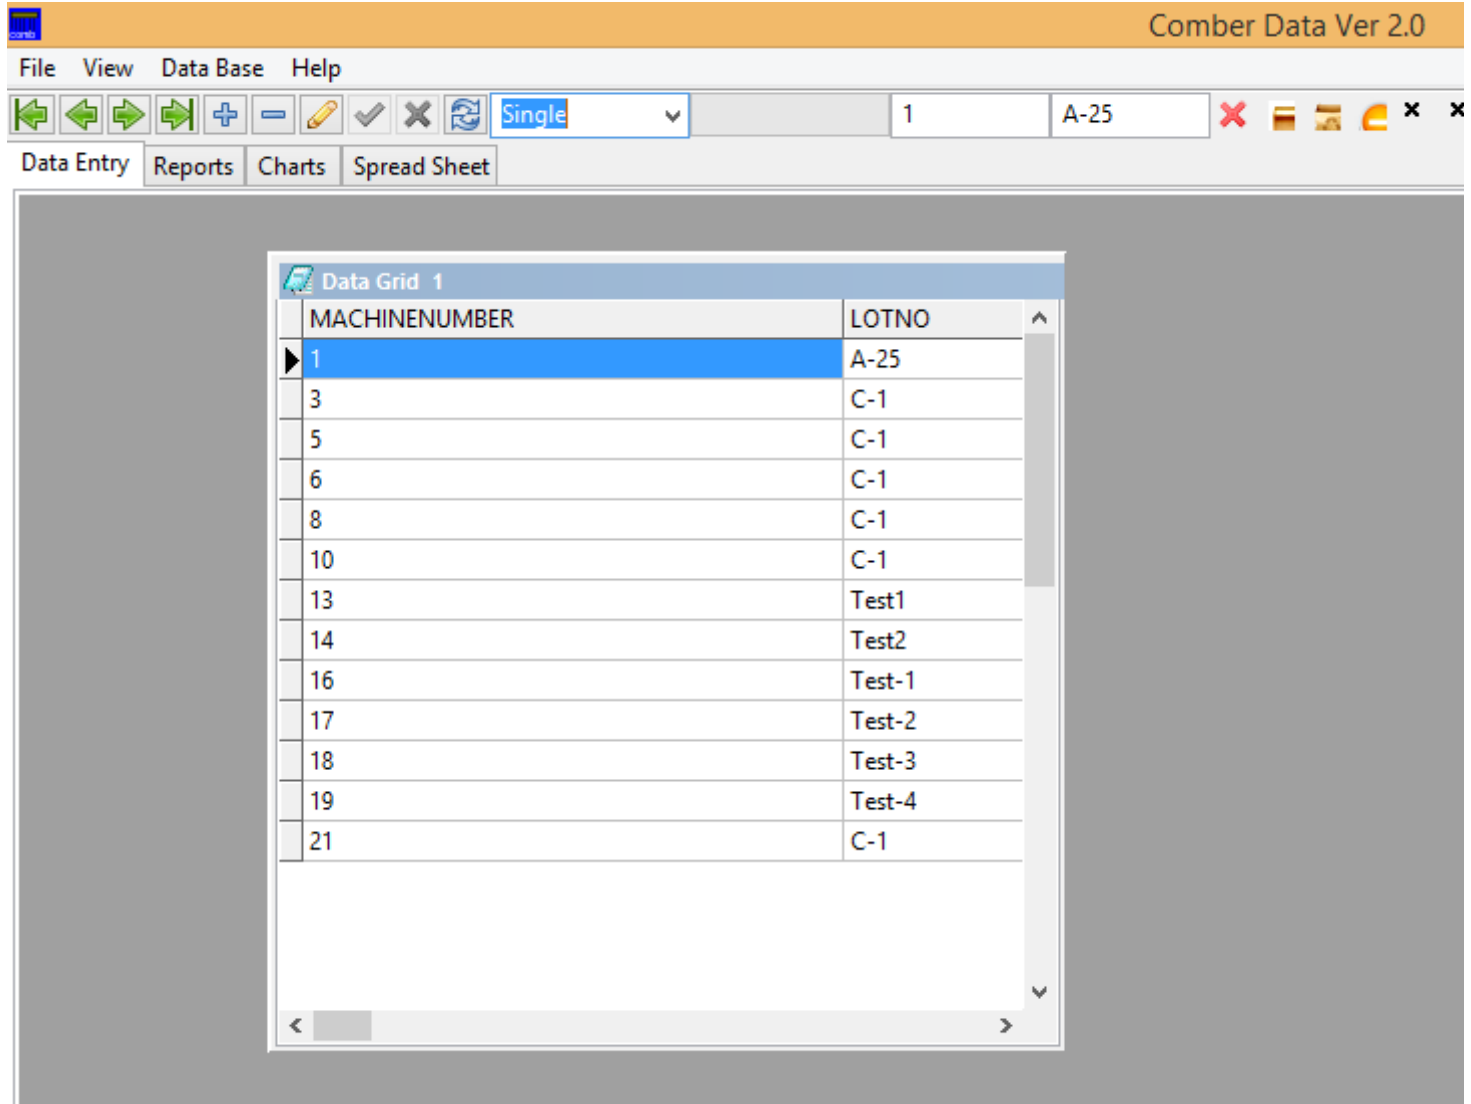 Comber Data Ver 2.0
comb
File View Data Base Help
Single 1 A-25
Data Entry Reports Charts Spread Sheet
Data Grid 1
MACHINENUMBER LOTNO
1 A-25
3 C-1
5 C-1
6 C-1
8 C-1
10 C-1
13 Test1
14 Test2
16 Test-1
17 Test-2
18 Test-3
19 Test-4
21 C-1